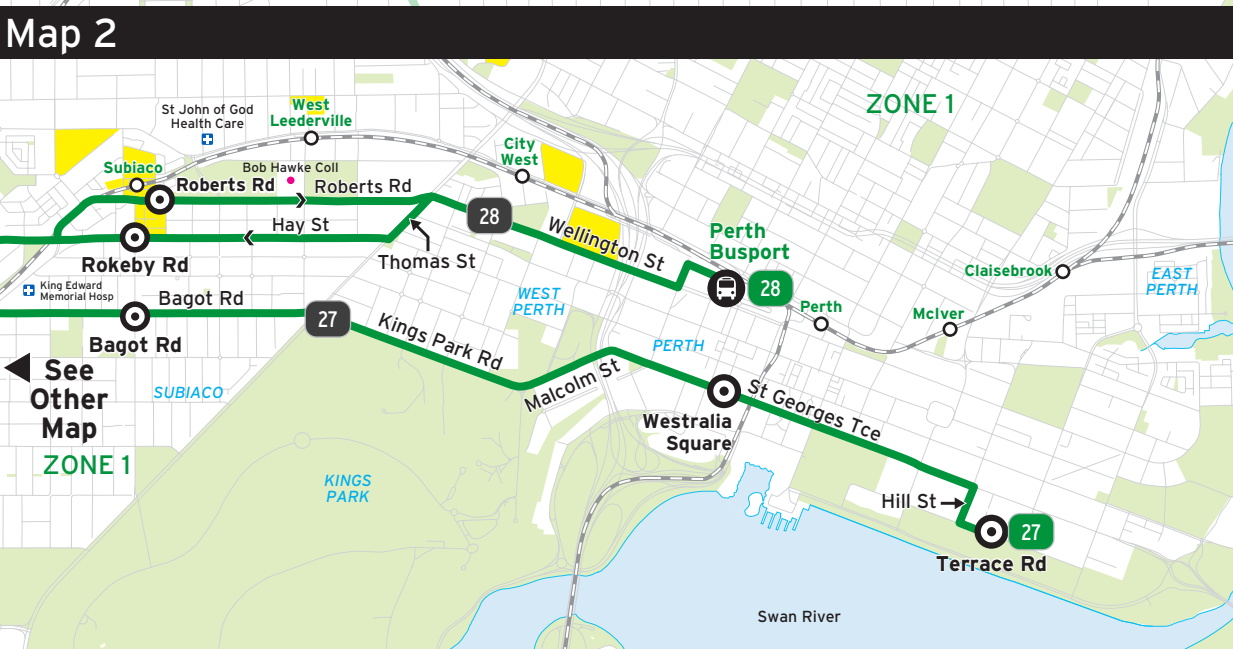 Map 2
ZONE 1
St John of God
Health Care
West
Leederville
City
West
Subiaco
Bob Hawke Coll
Roberts Rd
Roberts Rd
Hay St
28
Thomas St
Wellington St
Perth
Busport
28
Rokeby Rd
King Edward
Memorial Hosp
Bagot Rd
Bagot Rd
27
Kings Park Rd
Malcolm St
WEST
PERTH
PERTH
Perth
McIver
Claisebrook
EAST
PERTH
See
Other
Map
ZONE 1
SUBIACO
Westralia
Square
St Georges Tce
KINGS
PARK
Hill St
27
Terrace Rd
Swan River